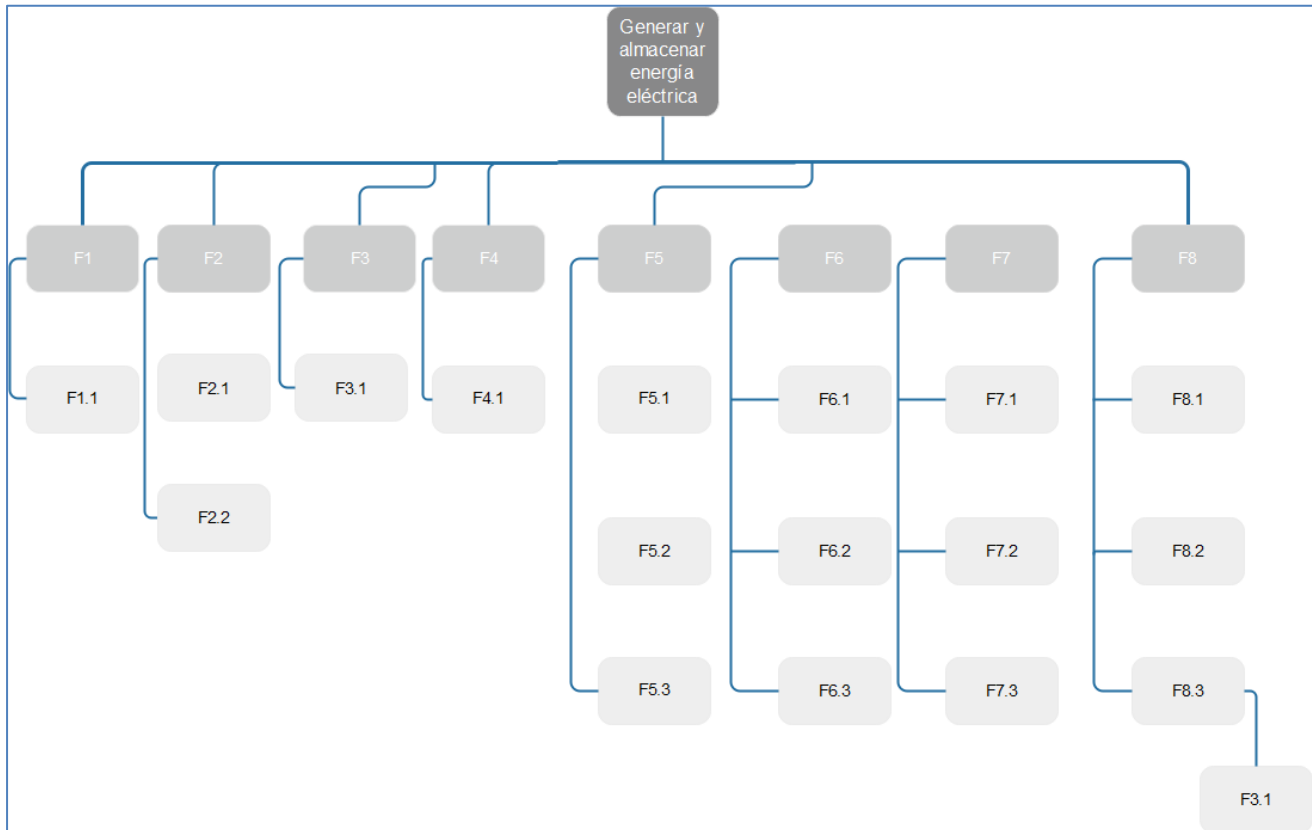 Generar y
almacenar
energía
eléctrica
F1
F2
F3
F4
F5
F6
F7
F8
F1.1
F2.1
F3.1
F4.1
F5.1
F6.1
F7.1
F8.1
F2.2
F5.2
F6.2
F7.2
F8.2
F5.3
F6.3
F7.3
F8.3
F3.1